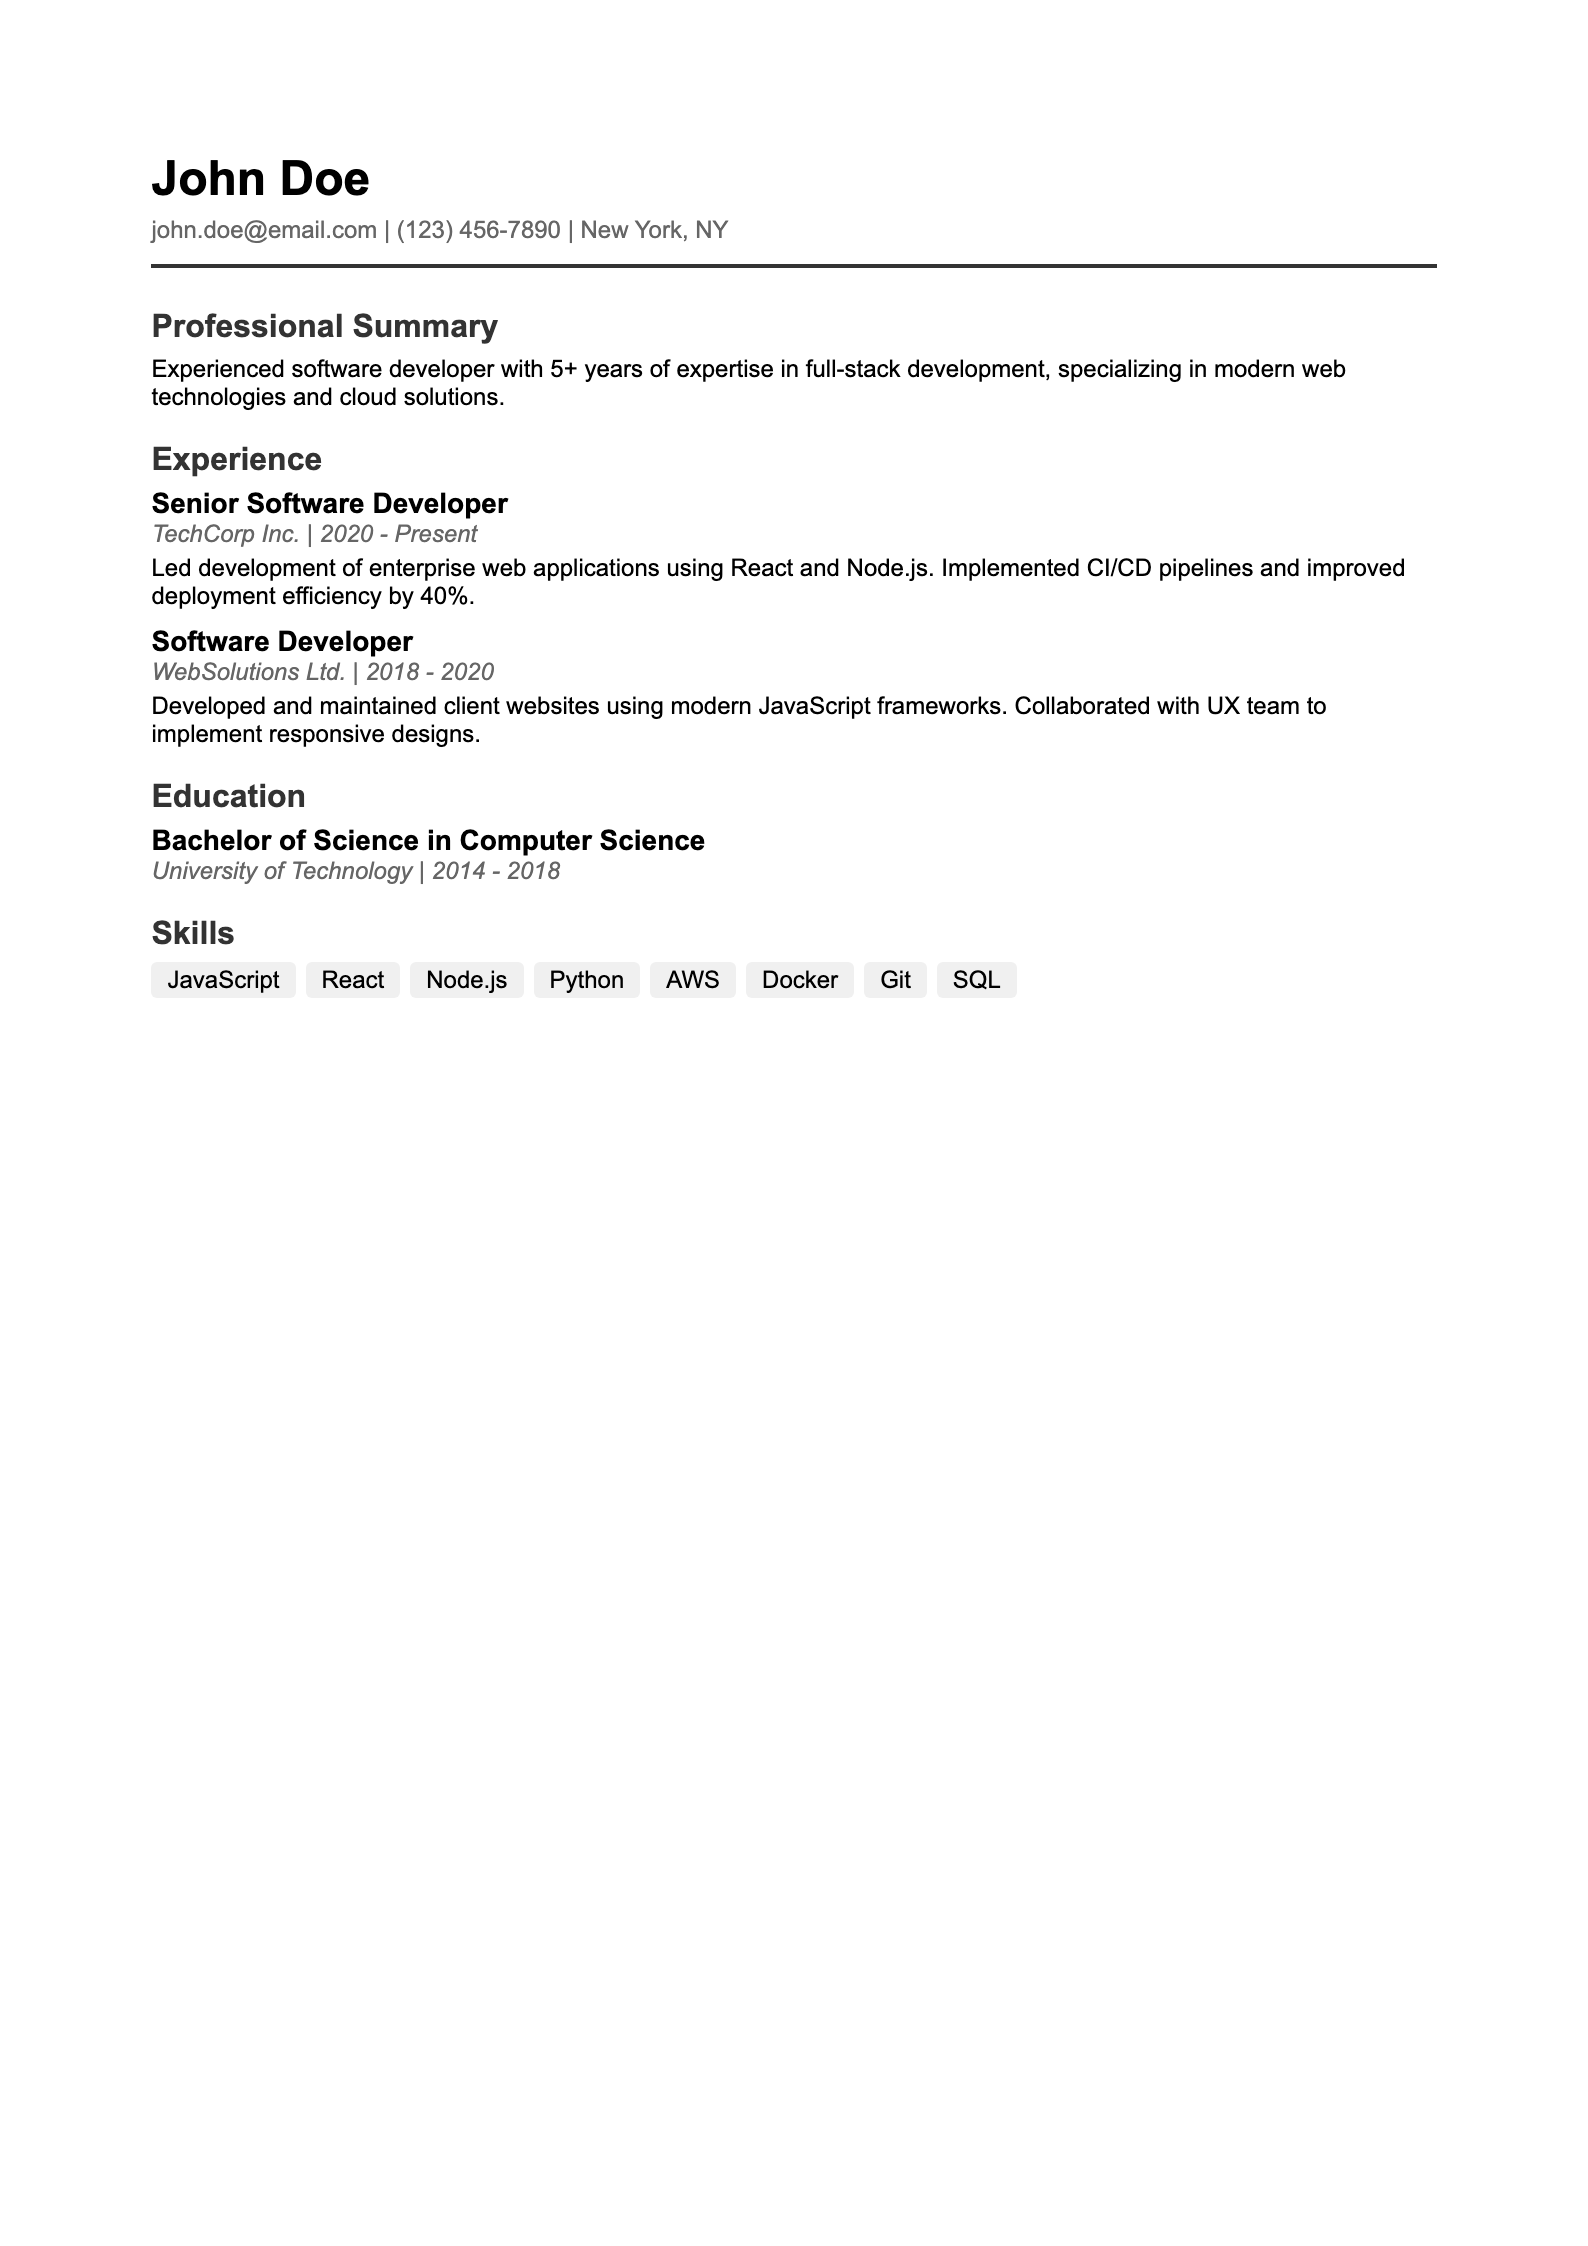 John Doe
john.doe@email.com | (123) 456-7890 | New York, NY
Professional Summary
Experienced software developer with 5+ years of expertise in full-stack development, specializing in modern web
technologies and cloud solutions.
Experience
Senior Software Developer
TechCorp Inc. | 2020 - Present
Led development of enterprise web applications using React and Node.js. Implemented CI/CD pipelines and improved
deployment efficiency by 40%.
Software Developer
WebSolutions Ltd. | 2018 - 2020
Developed and maintained client websites using modern JavaScript frameworks. Collaborated with UX team to
implement responsive designs.
Education
Bachelor of Science in Computer Science
University of Technology | 2014 - 2018
Skills
JavaScript React Node.js Python AWS Docker Git SQL